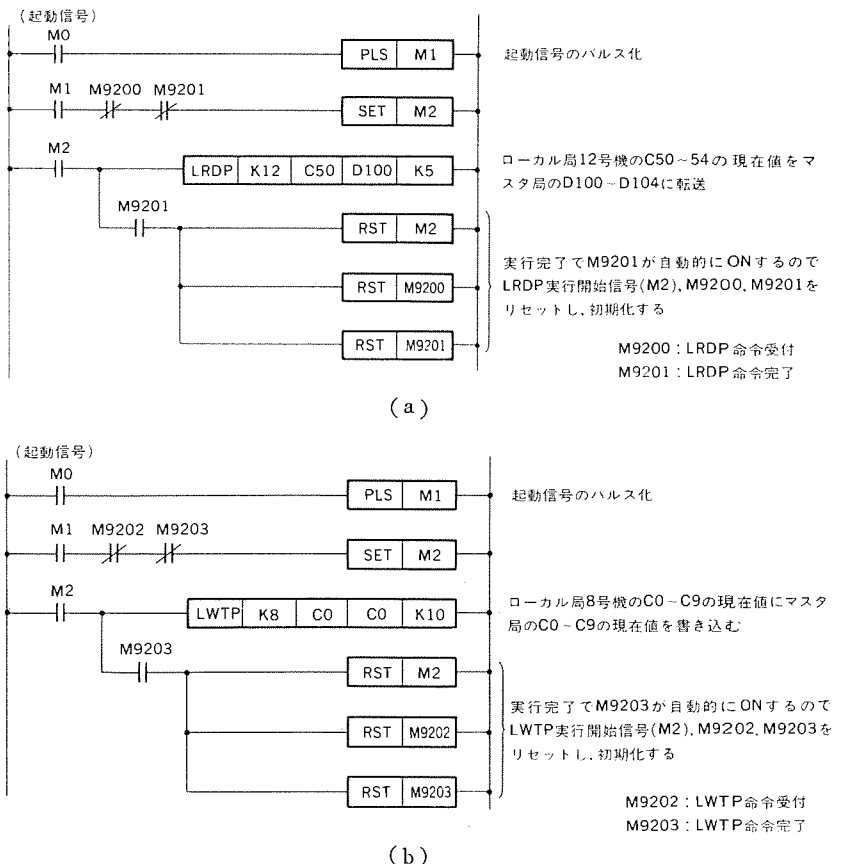 (起動信号)
M0
PLS M1
起動信号のパルス化
M1 M9200 M9201
SET M2
M2
LRDP K12 C50 D100 K5
ローカル局12号機のC50~54の現在値をマ
スタ局のD100~D104に転送
M9201
RST M2
RST M9200
RST M9201
実行完了でM9201が自動的にONするので
LRDP実行開始信号(M2),M9200,M9201を
リセットし,初期化する
M9200:LRDP命令受付
M9201:LRDP命令完了
(a)
(起動信号)
M0
PLS M1
起動信号のパルス化
M1 M9202 M9203
SET M2
M2
LWTP K8 C0 C0 K10
ローカル局8号機のC0~C9の現在値にマスタ
局のC0~C9の現在値を書き込む
M9203
RST M2
RST M9202
RST M9203
実行完了でM9203が自動的にONするので
LWTP実行開始信号(M2),M9202,M9203を
リセットし,初期化する
M9202:LWTP命令受付
M9203:LWTP命令完了
(b)